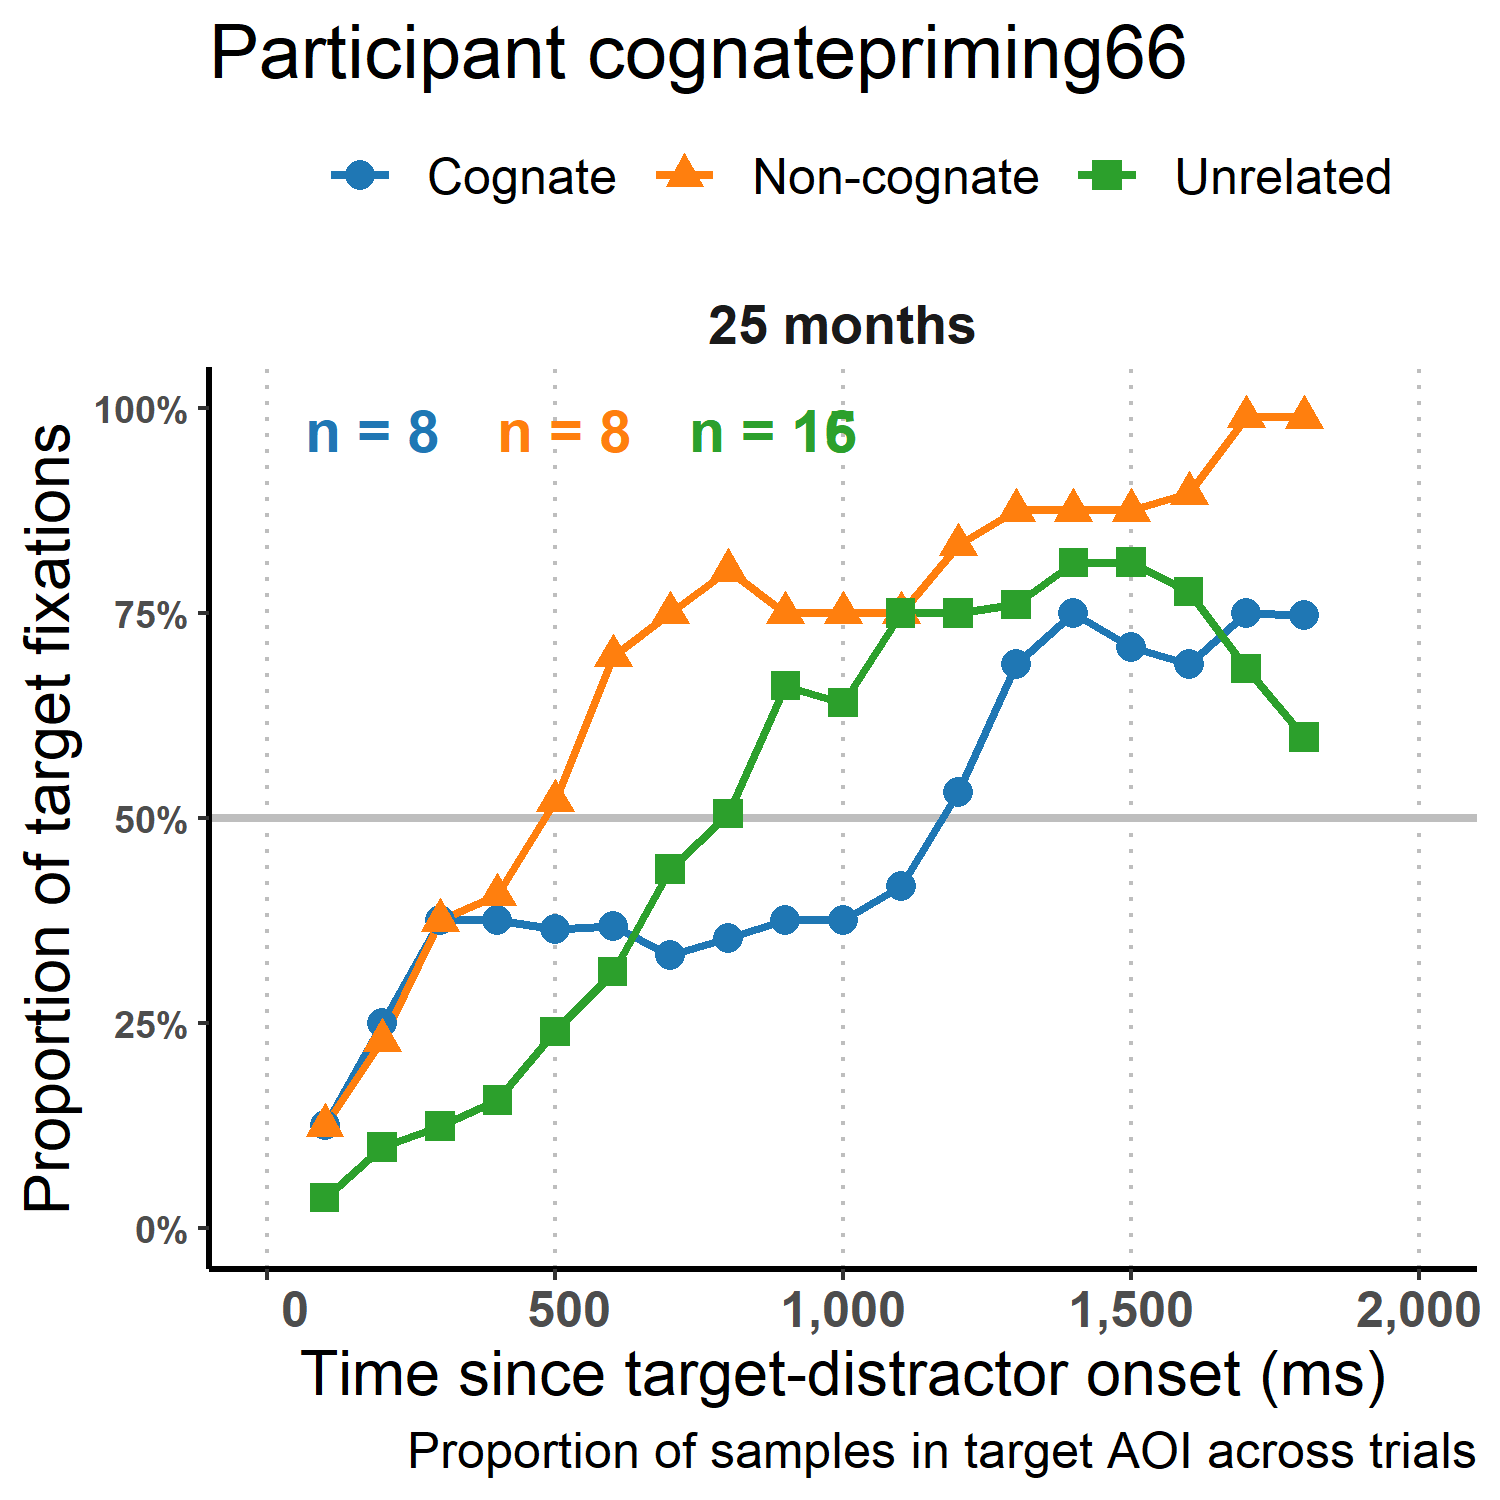 Participant cognatepriming66
Cognate Non-cognate Unrelated
25 months
n = 8 n = 8 n =
100%
75%
50%
25%
0%
Proportion of target fixations
0 500 1,000 1,500 2,000
Time since target-distractor onset (ms)
Proportion of samples in target AOI across trials